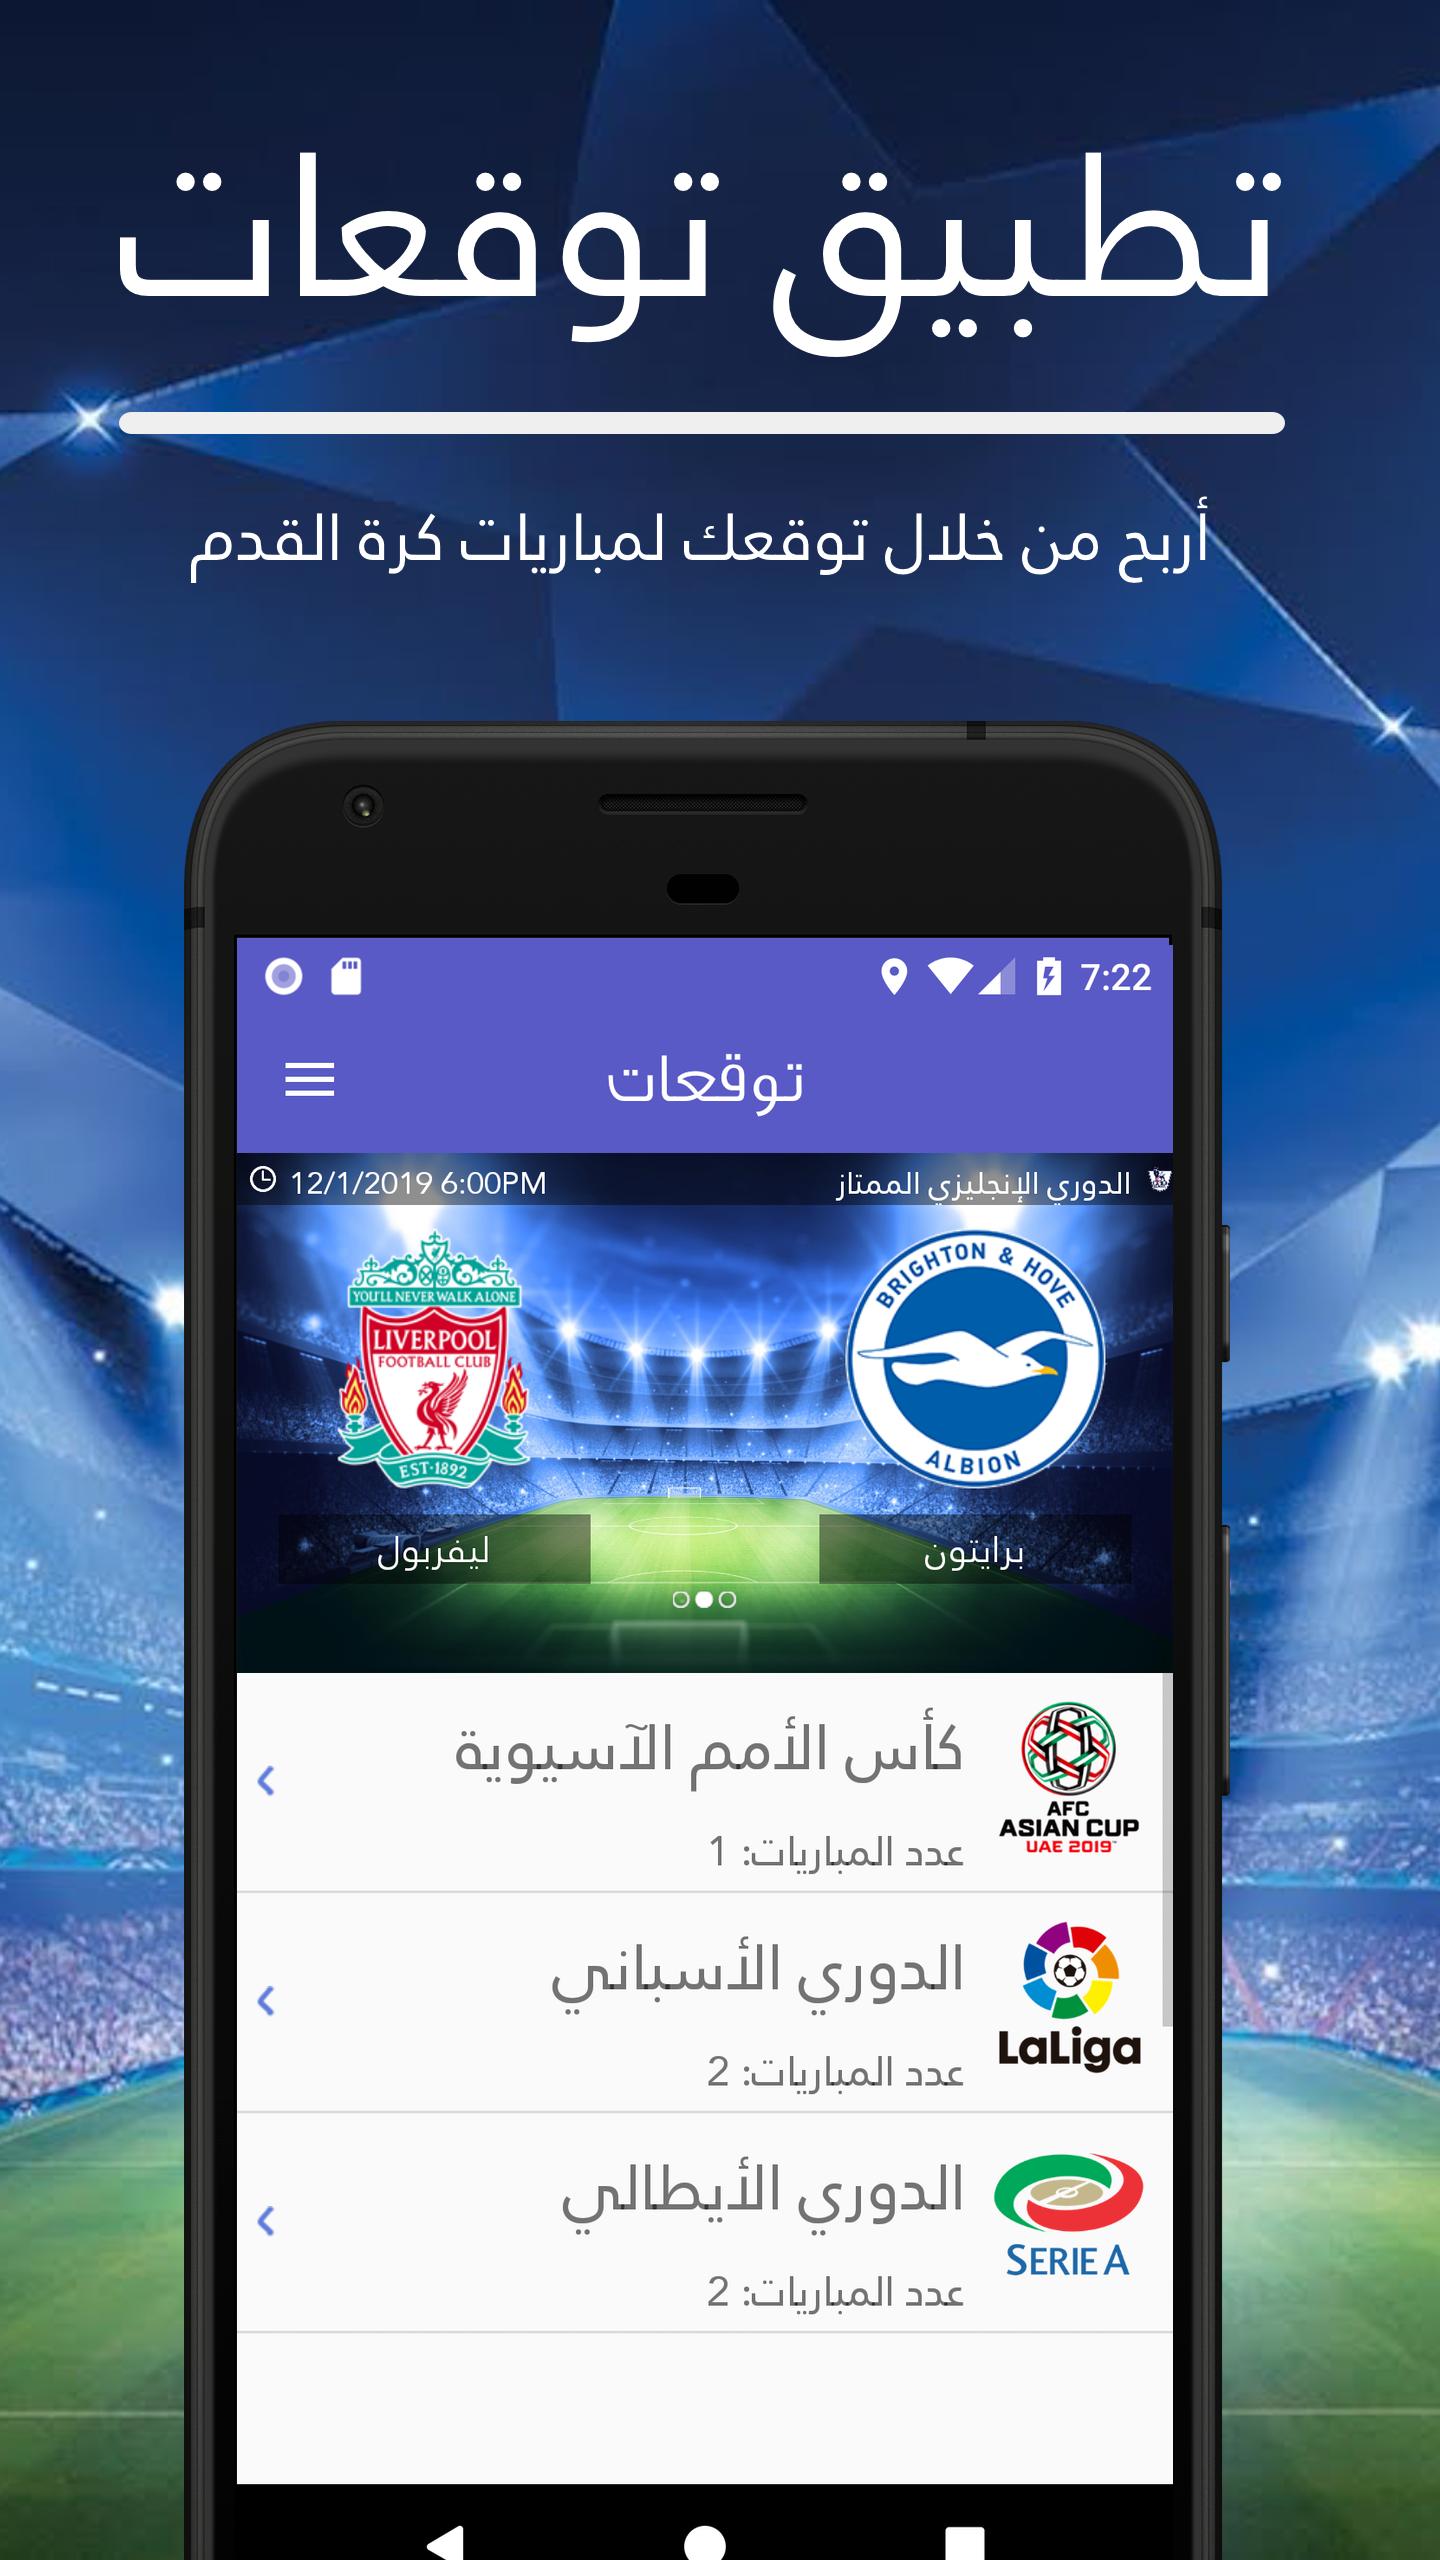 تطبيق توقعات
أربح من خلال توقعك لمباريات كرة القدم
7:22
توقعات
الدوري الإنجليزي الممتاز
12/1/2019 6:00PM
BRIGHTON & HOVE
ALBION
YOU'LL NEVER WALK ALONE
LIVERPOOL
FOOTBALL CLUB
EST·1892
برايتون
ليفربول
كأس الأمم الآسيوية
عدد المباريات: 1
AFC
ASIAN CUP
UAE 2019™
الدوري الأسباني
عدد المباريات: 2
LaLiga
الدوري الأيطالي
عدد المباريات: 2
SERIE A